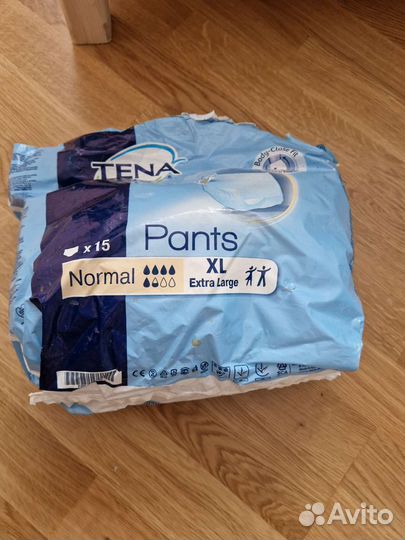 TENA
Body-Close Fit
Pants
x 15
Normal
XL
Extra Large
Avito